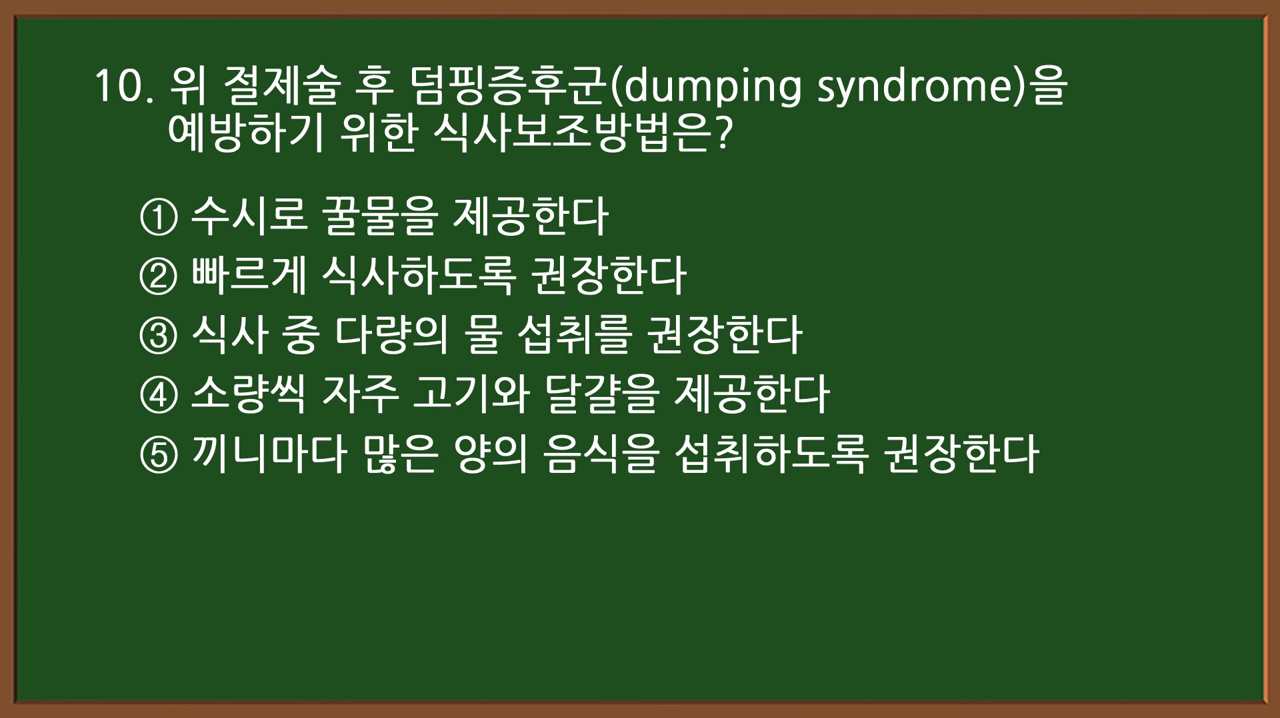 10. 위 절제술 후 덤핑증후군(dumping syndrome)을
예방하기 위한 식사보조방법은?
① 수시로 꿀물을 제공한다
② 빠르게 식사하도록 권장한다
③ 식사 중 다량의 물 섭취를 권장한다
④ 소량씩 자주 고기와 달걀을 제공한다
⑤ 끼니마다 많은 양의 음식을 섭취하도록 권장한다